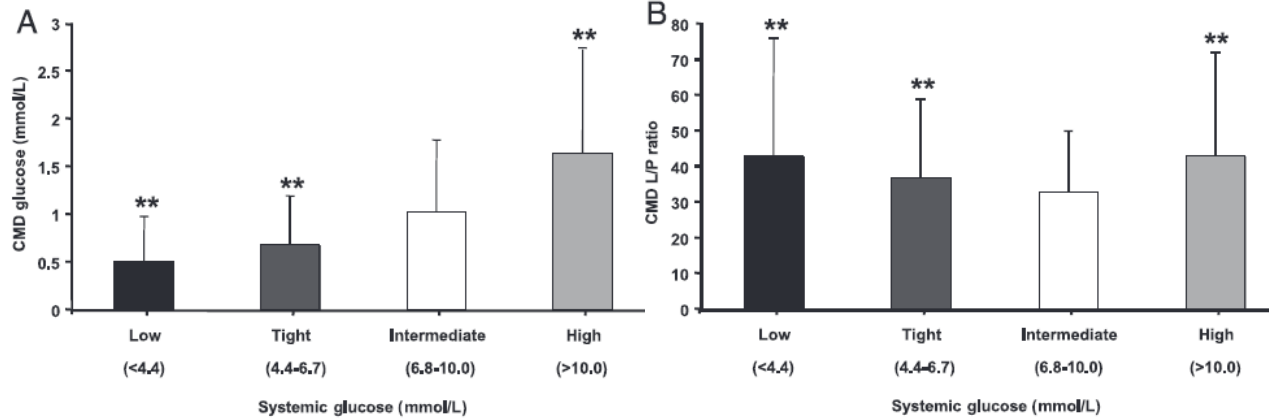 A
CMD glucose (mmol/L)
3
2.5
2
1.5
1
0.5
0
**
**
**
Low
Tight
Intermediate
High
(<4.4)
(4.4-6.7)
(6.8-10.0)
(>10.0)
Systemic glucose (mmol/L)
B
CMD L/P ratio
80
70
60
50
40
30
20
10
0
**
**
**
Low
Tight
Intermediate
High
(<4.4)
(4.4-6.7)
(6.8-10.0)
(>10.0)
Systemic glucose (mmol/L)